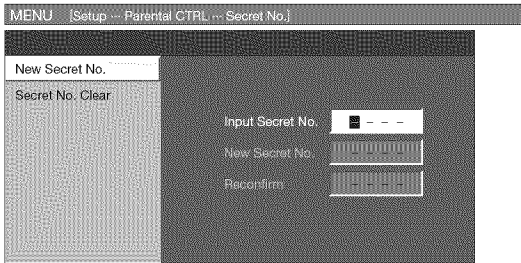 MENU [Setup ··· Parental CTRL ··· Secret No.]
New Secret No.
Secret No. Clear
Input Secret No. - - - -
New Secret No. - - - -
Reconfirm - - - -